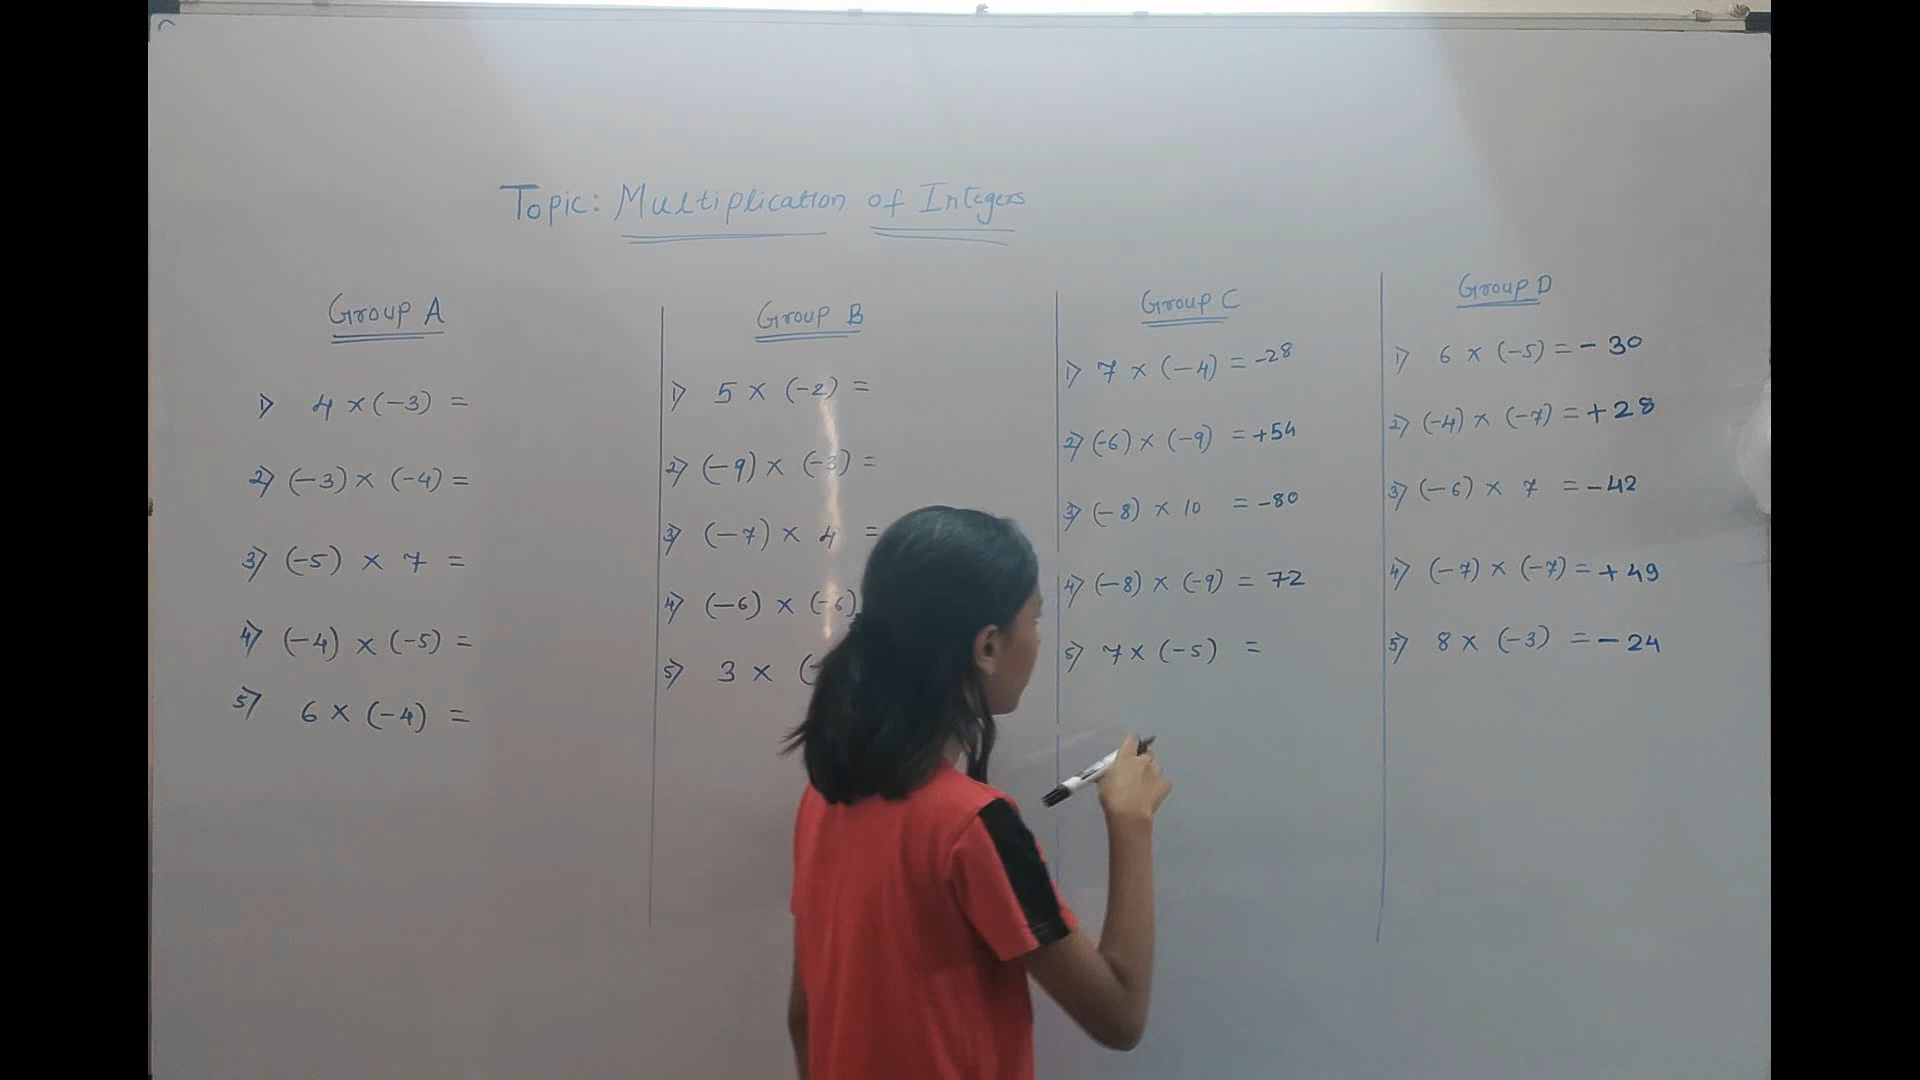 Topic: Multiplication of Integers
Group A
1) 4 × (-3) =
2) (-3) × (-4) =
3) (-5) × 7 =
4) (-4) × (-5) =
5) 6 × (-4) =
Group B
1) 5 × (-2) =
2) (-9) × (-3) =
3) (-7) × 4 =
4) (-6) × (-6)
5) 3 × (-
Group C
1) 7 × (-4) = -28
2) (-6) × (-9) = +54
3) (-8) × 10 = -80
4) (-8) × (-9) = 72
5) 7 × (-5) =
Group D
1) 6 × (-5) = - 30
2) (-4) × (-7) = +28
3) (-6) × 7 = -42
4) (-7) × (-7) = +49
5) 8 × (-3) = - 24